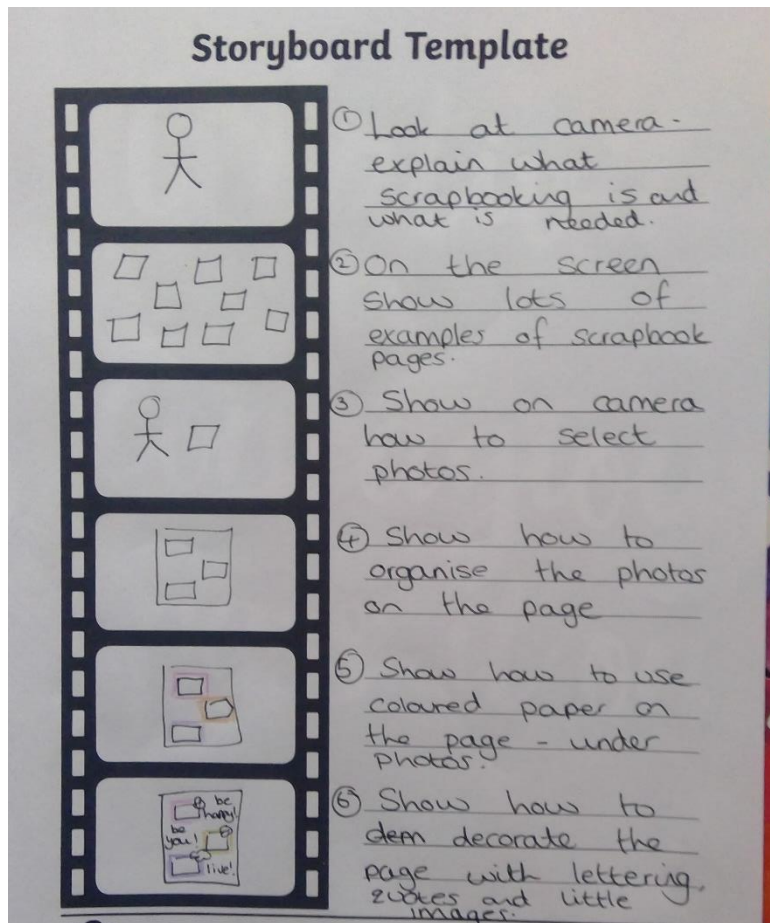 Storyboard Template
① Look at camera -
explain what
scrapbooking is and
what is needed.
② On the screen
show lots of
examples of scrapbook
pages.
③ Show on camera
how to select
photos.
④ Show how to
organise the photos
on the page
⑤ Show how to use
coloured paper on
the page - under
photos.
be
happy!
be
you!
live!
⑥ Show how to
dem decorate the
page with lettering,
quotes and little
images.